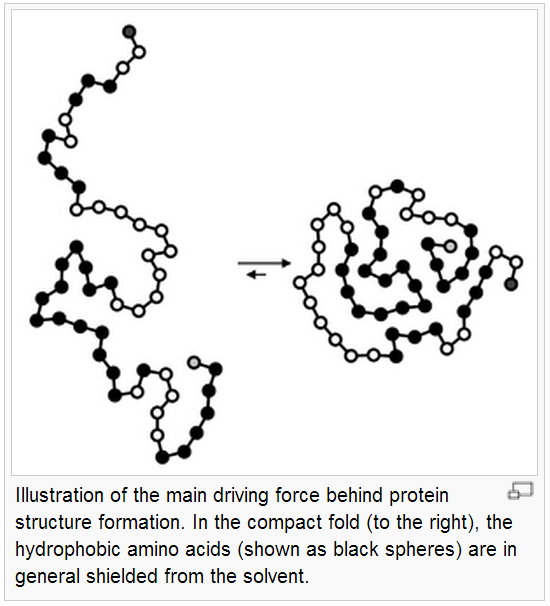 Illustration of the main driving force behind protein
structure formation. In the compact fold (to the right), the
hydrophobic amino acids (shown as black spheres) are in
general shielded from the solvent.